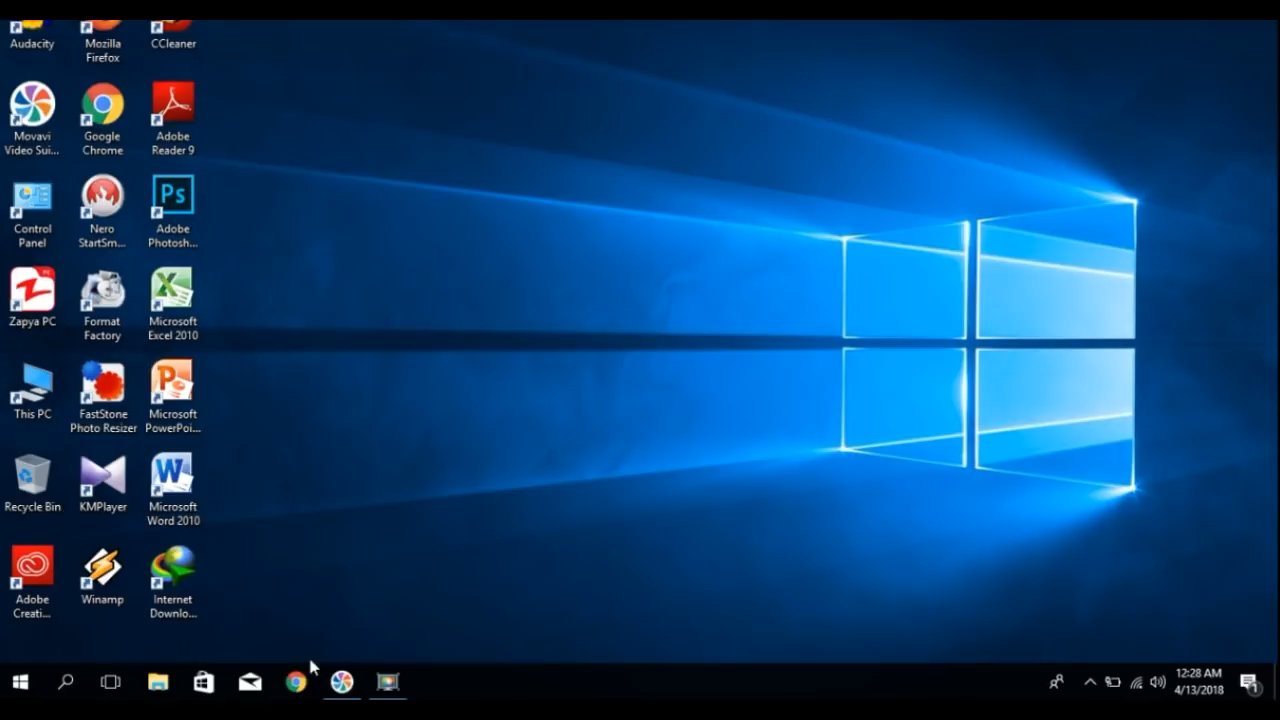 Audacity
Mozilla
Firefox
CCleaner
Movavi
Video Sui...
Google
Chrome
Adobe
Reader 9
Control
Panel
Nero
StartSm...
Ps
Adobe
Photosh...
Zapya PC
Format
Factory
Microsoft
Excel 2010
This PC
FastStone
Photo Resizer
Microsoft
PowerPoi...
Recycle Bin
KMPlayer
Microsoft
Word 2010
Adobe
Creati...
Winamp
Internet
Downlo...
12:28 AM
4/13/2018
1